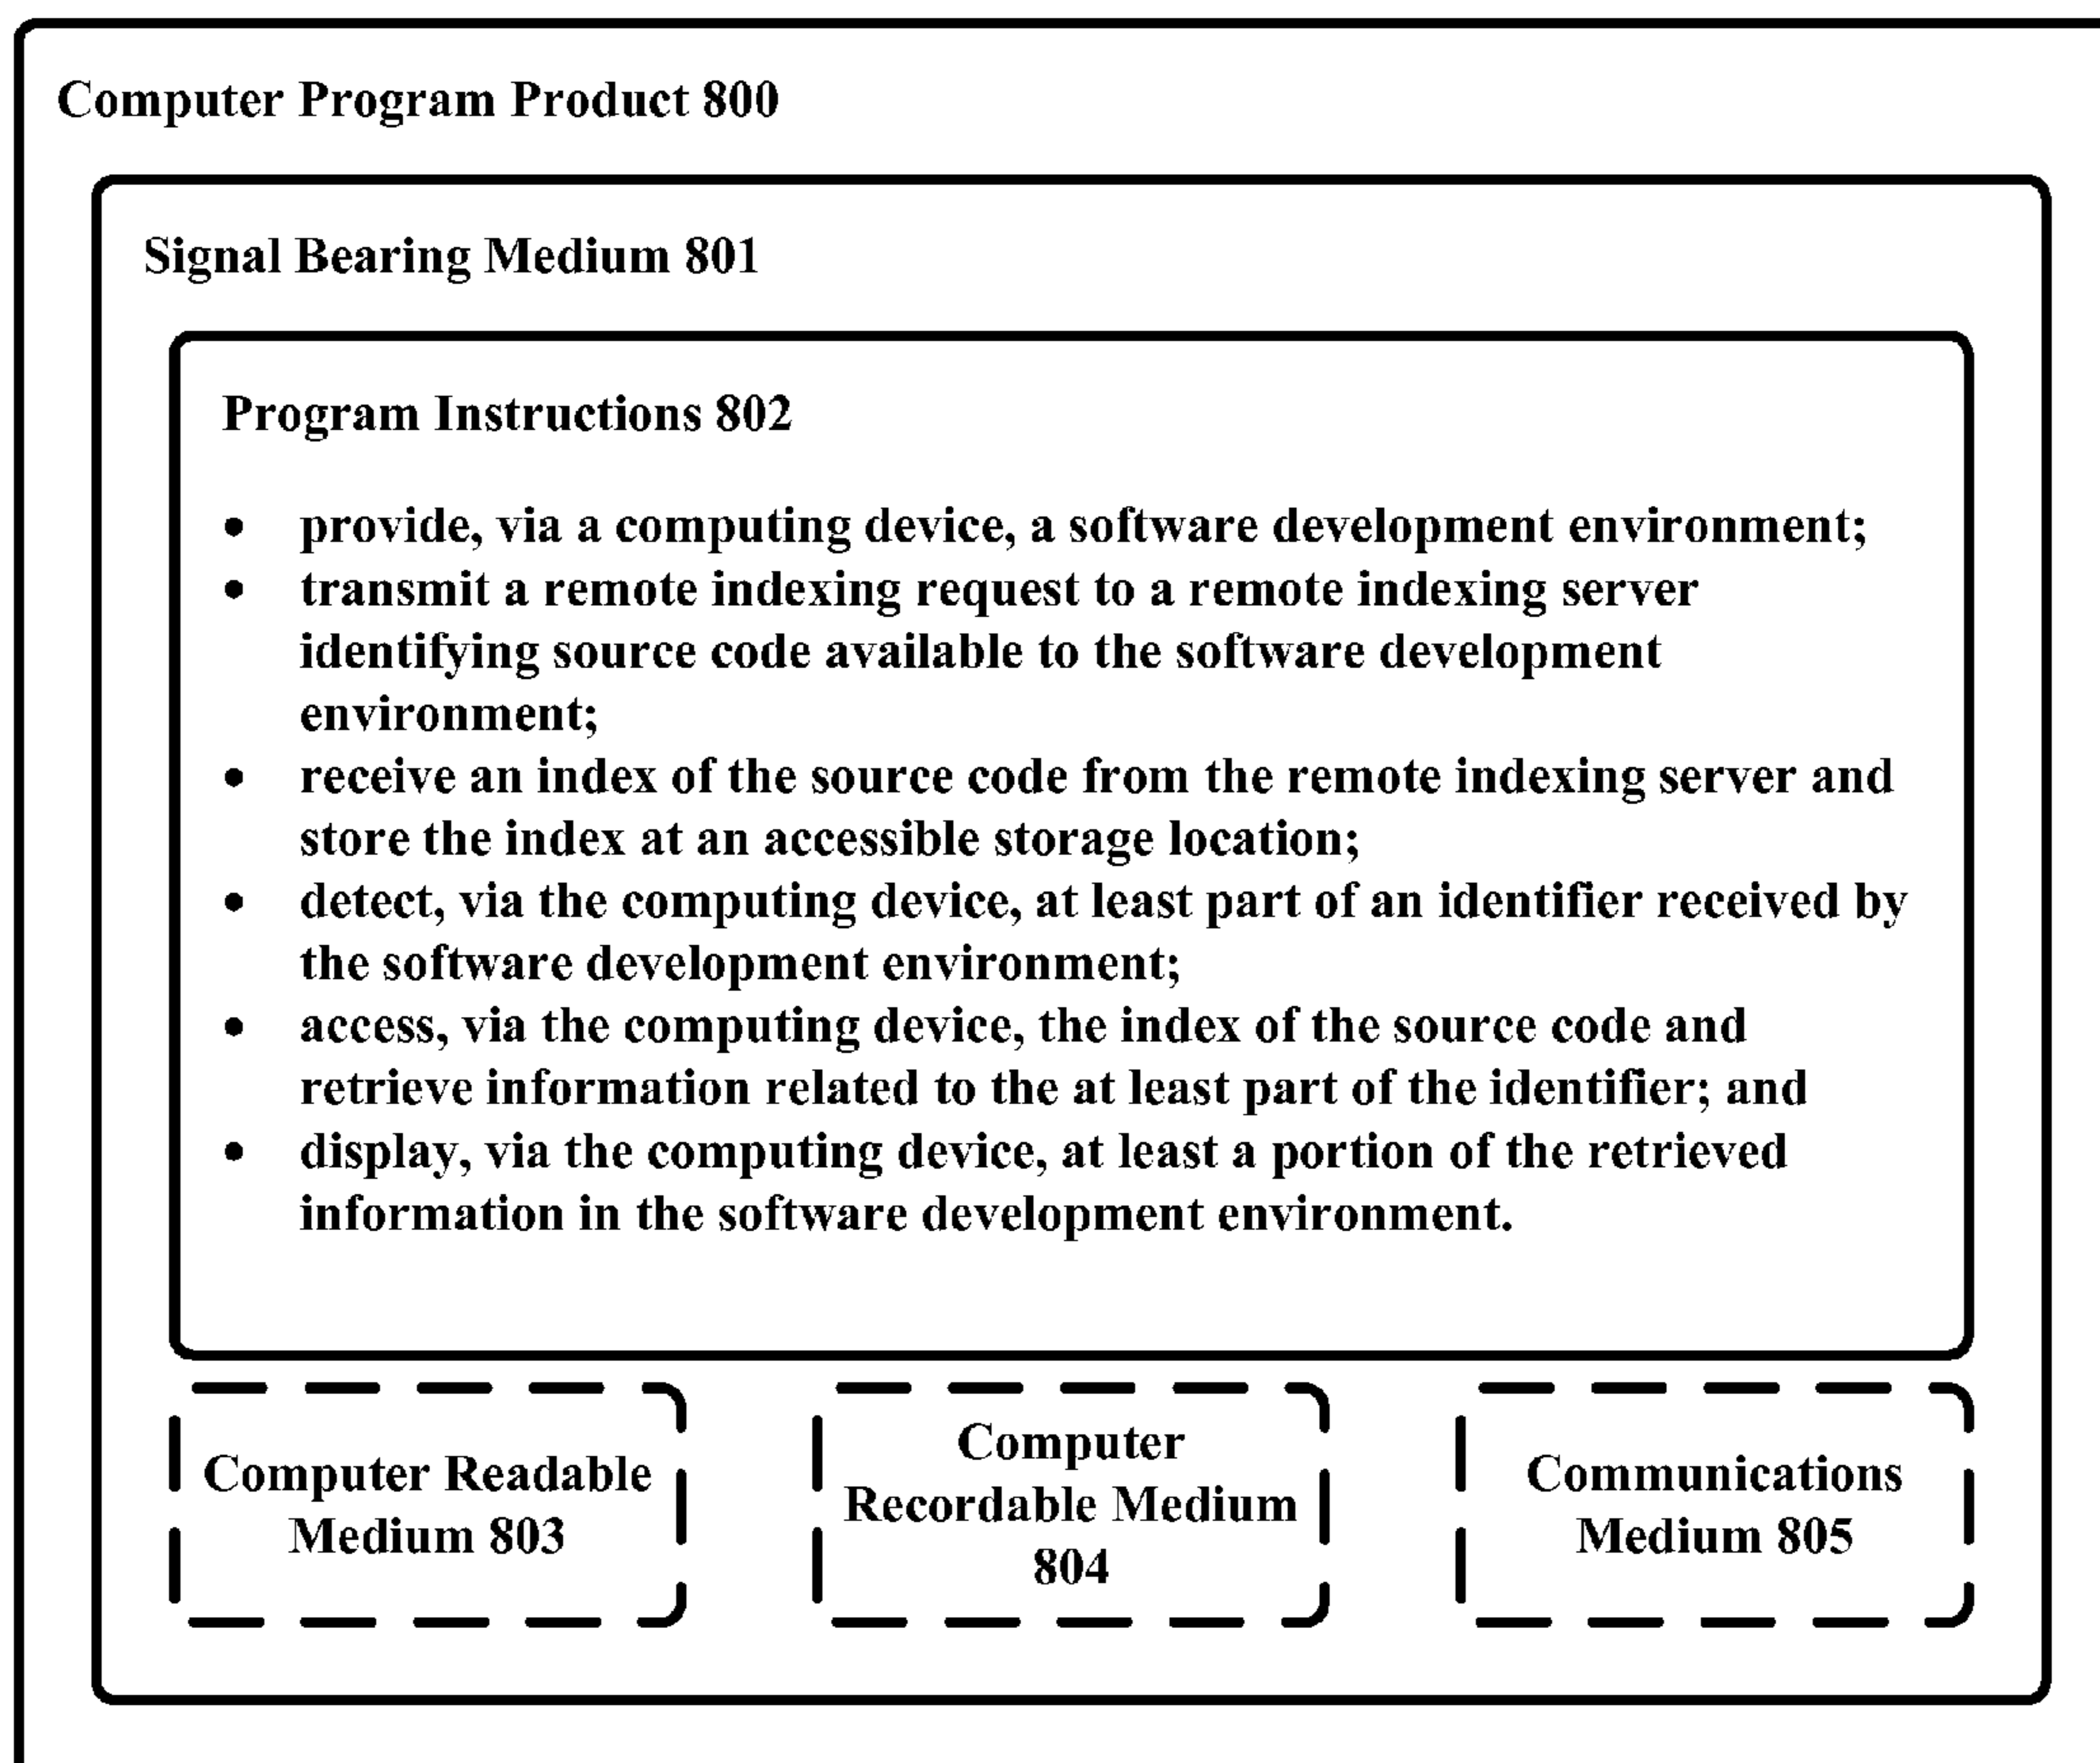 Computer Program Product 800
Signal Bearing Medium 801
Program Instructions 802
• provide, via a computing device, a software development environment;
• transmit a remote indexing request to a remote indexing server
identifying source code available to the software development
environment;
• receive an index of the source code from the remote indexing server and
store the index at an accessible storage location;
• detect, via the computing device, at least part of an identifier received by
the software development environment;
• access, via the computing device, the index of the source code and
retrieve information related to the at least part of the identifier; and
• display, via the computing device, at least a portion of the retrieved
information in the software development environment.
Computer Readable
Medium 803
Computer
Recordable Medium
804
Communications
Medium 805